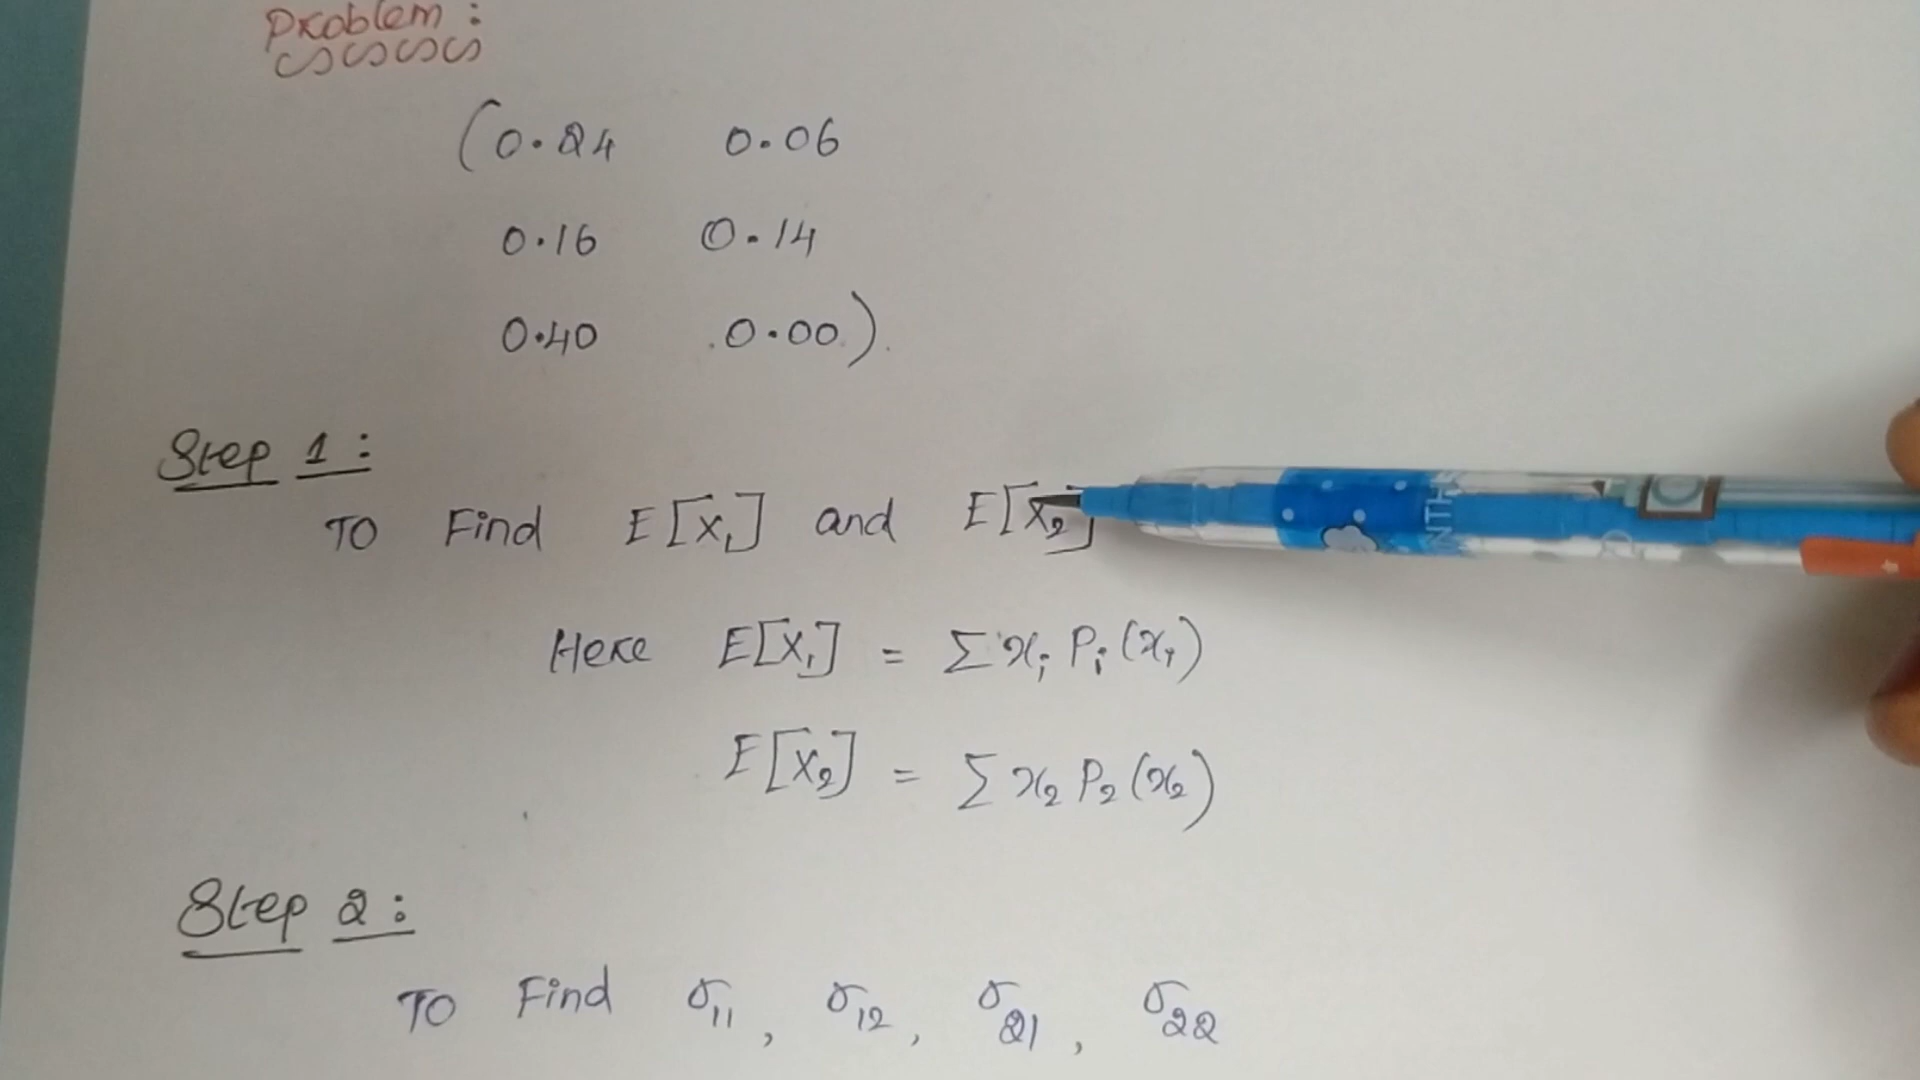 Problem :
(0.24 0.06
0.16 0.14
0.40 0.00).
Step 1 :
To Find E[X₁] and E[X₂]
Here E[X₁] = Σ x₁ P₁ (x₁)
E[X₂] = Σ x₂ P₂ (x₂)
Step 2 :
To Find σ₁₁ , σ₁₂ , σ₂₁ , σ₂₂